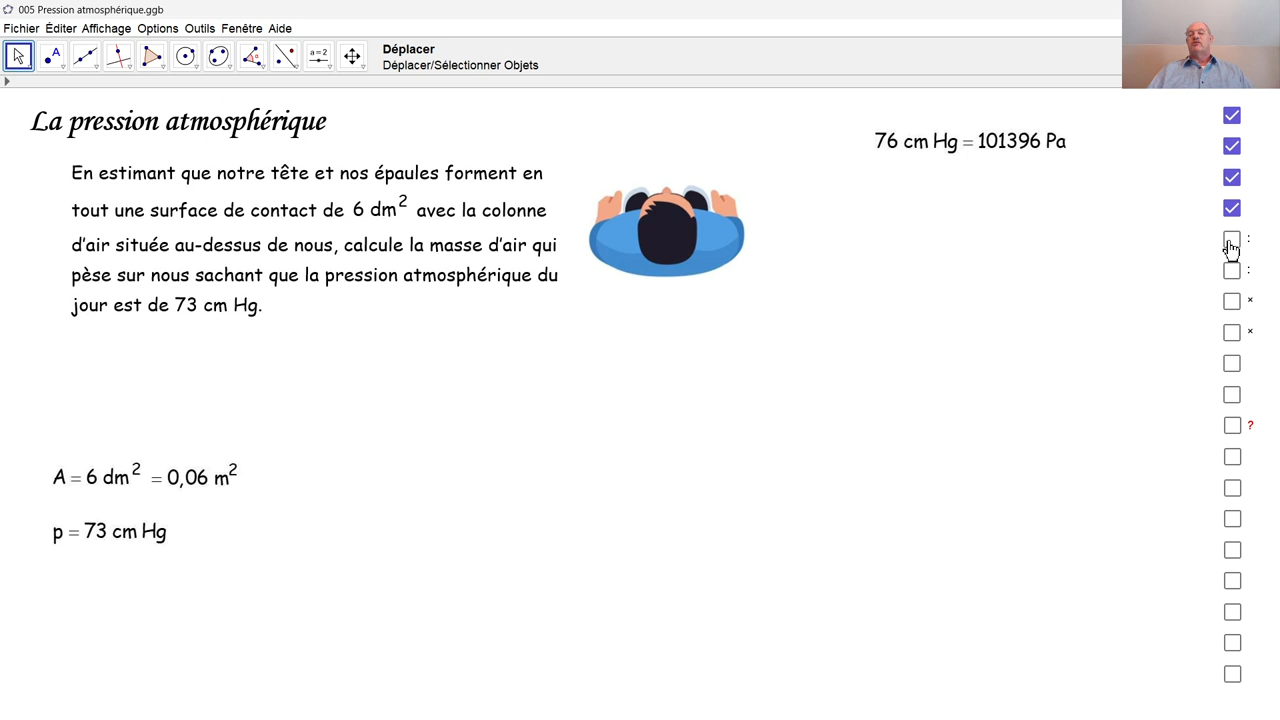 005 Pression atmosphérique.ggb
Fichier Éditer Affichage Options Outils Fenêtre Aide
A
a=2
Déplacer
Déplacer/Sélectionner Objets
La pression atmosphérique
76 cm Hg = 101396 Pa
En estimant que notre tête et nos épaules forment en
tout une surface de contact de 6 dm² avec la colonne
d'air située au-dessus de nous, calcule la masse d'air qui
pèse sur nous sachant que la pression atmosphérique du
jour est de 73 cm Hg.
:
:
×
×
?
A = 6 dm² = 0,06 m²
p = 73 cm Hg